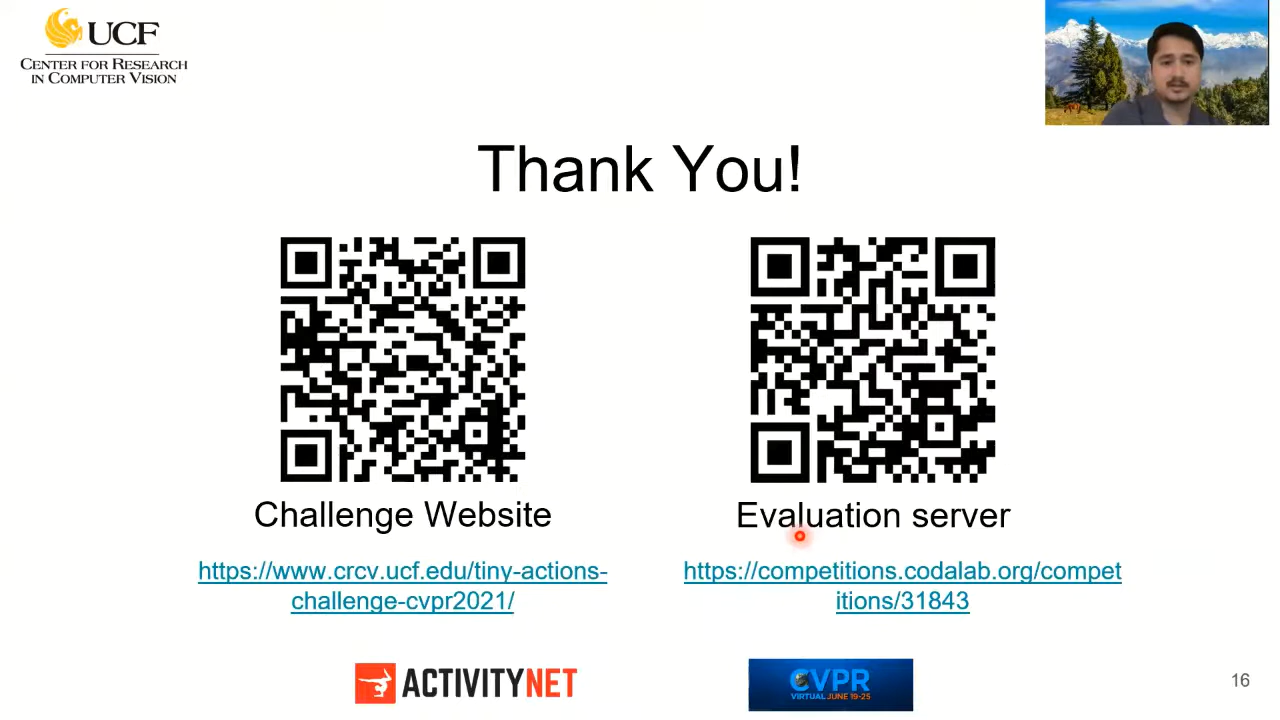 UCF
CENTER FOR RESEARCH
IN COMPUTER VISION
Thank You!
Challenge Website
https://www.crcv.ucf.edu/tiny-actions-
challenge-cvpr2021/
Evaluation server
https://competitions.codalab.org/compet
itions/31843
ACTIVITYNET
CVPR
VIRTUAL JUNE 19-25
16